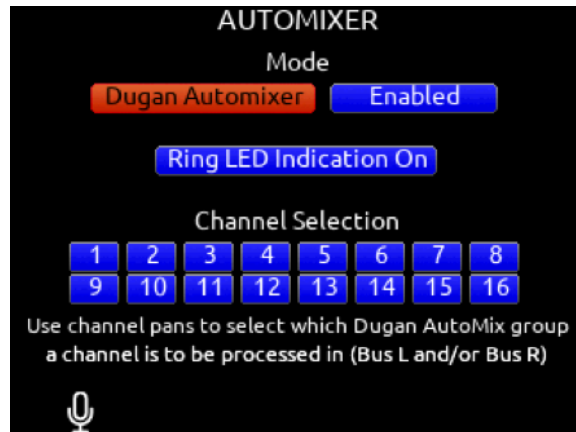 AUTOMIXER
Mode
Dugan Automixer Enabled
Ring LED Indication On
Channel Selection
1 2 3 4 5 6 7 8
9 10 11 12 13 14 15 16
Use channel pans to select which Dugan AutoMix group
a channel is to be processed in (Bus L and/or Bus R)